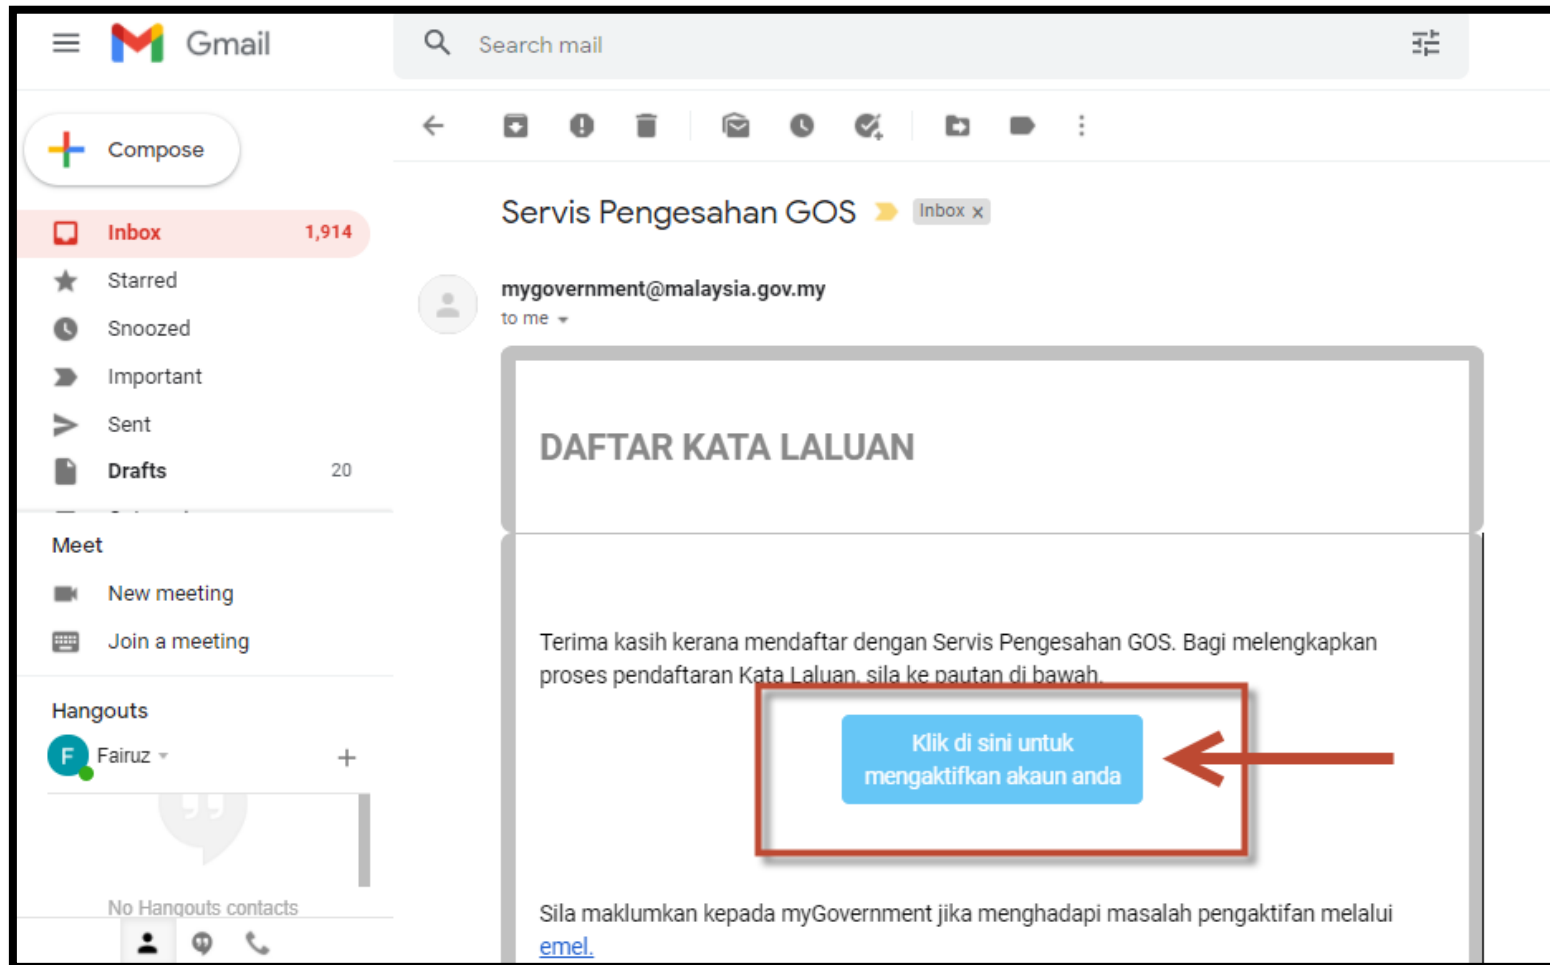 Gmail
Search mail
Compose
Inbox 1,914
Starred
Snoozed
Important
Sent
Drafts 20
Meet
New meeting
Join a meeting
Hangouts
F Fairuz
No Hangouts contacts
Servis Pengesahan GOS Inbox x
mygovernment@malaysia.gov.my
to me
DAFTAR KATA LALUAN
Terima kasih kerana mendaftar dengan Servis Pengesahan GOS. Bagi melengkapkan
proses pendaftaran Kata Laluan, sila ke pautan di bawah.
Klik di sini untuk
mengaktifkan akaun anda
Sila maklumkan kepada myGovernment jika menghadapi masalah pengaktifan melalui
emel.